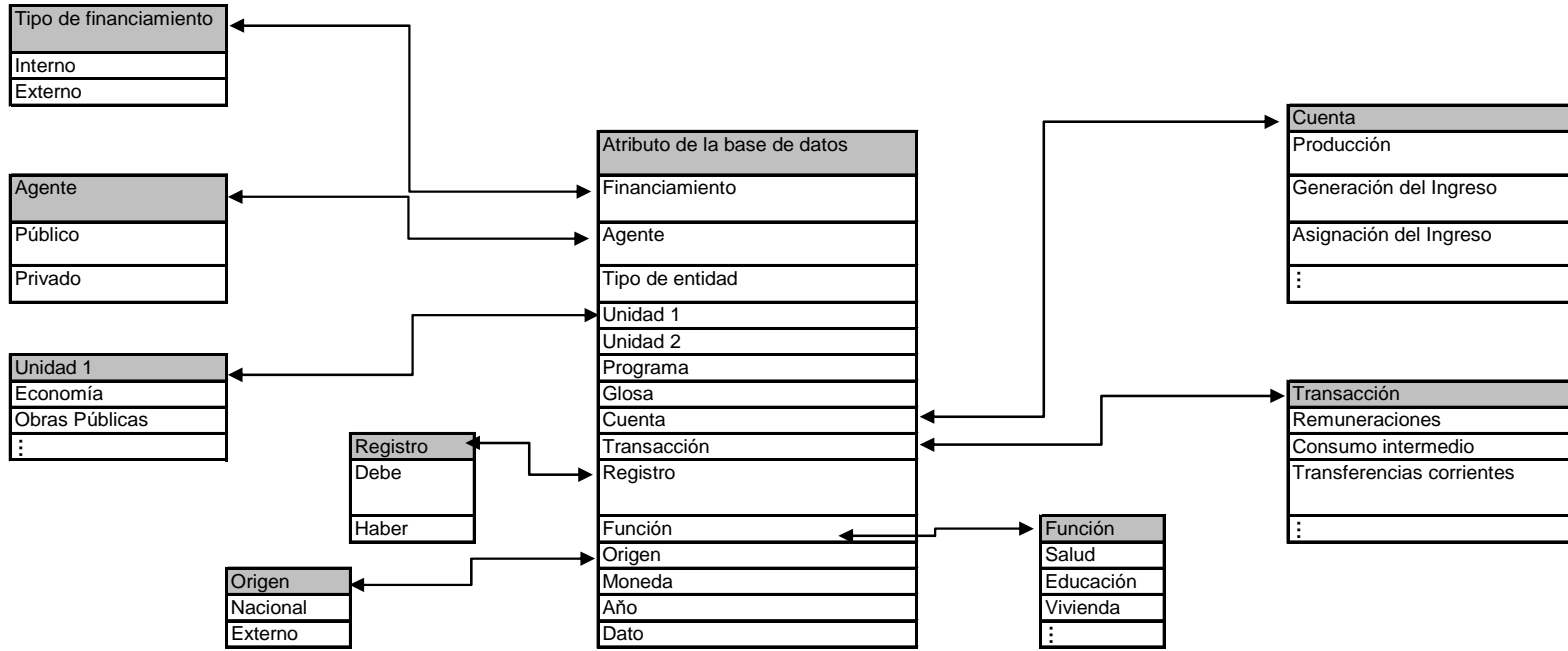 Tipo de financiamiento
Interno
Externo
Agente
Público
Privado
Unidad 1
Economía
Obras Públicas
⋮
Registro
Debe
Haber
Origen
Nacional
Externo
Atributo de la base de datos
Financiamiento
Agente
Tipo de entidad
Unidad 1
Unidad 2
Programa
Glosa
Cuenta
Transacción
Registro
Función
Origen
Moneda
Año
Dato
Función
Salud
Educación
Vivienda
⋮
Cuenta
Producción
Generación del Ingreso
Asignación del Ingreso
⋮
Transacción
Remuneraciones
Consumo intermedio
Transferencias corrientes
⋮